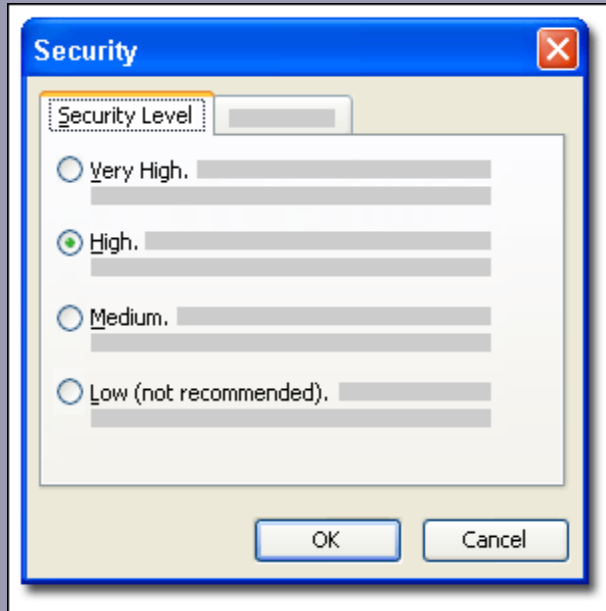 Security
Security Level
Very High.
High.
Medium.
Low (not recommended).
OK
Cancel